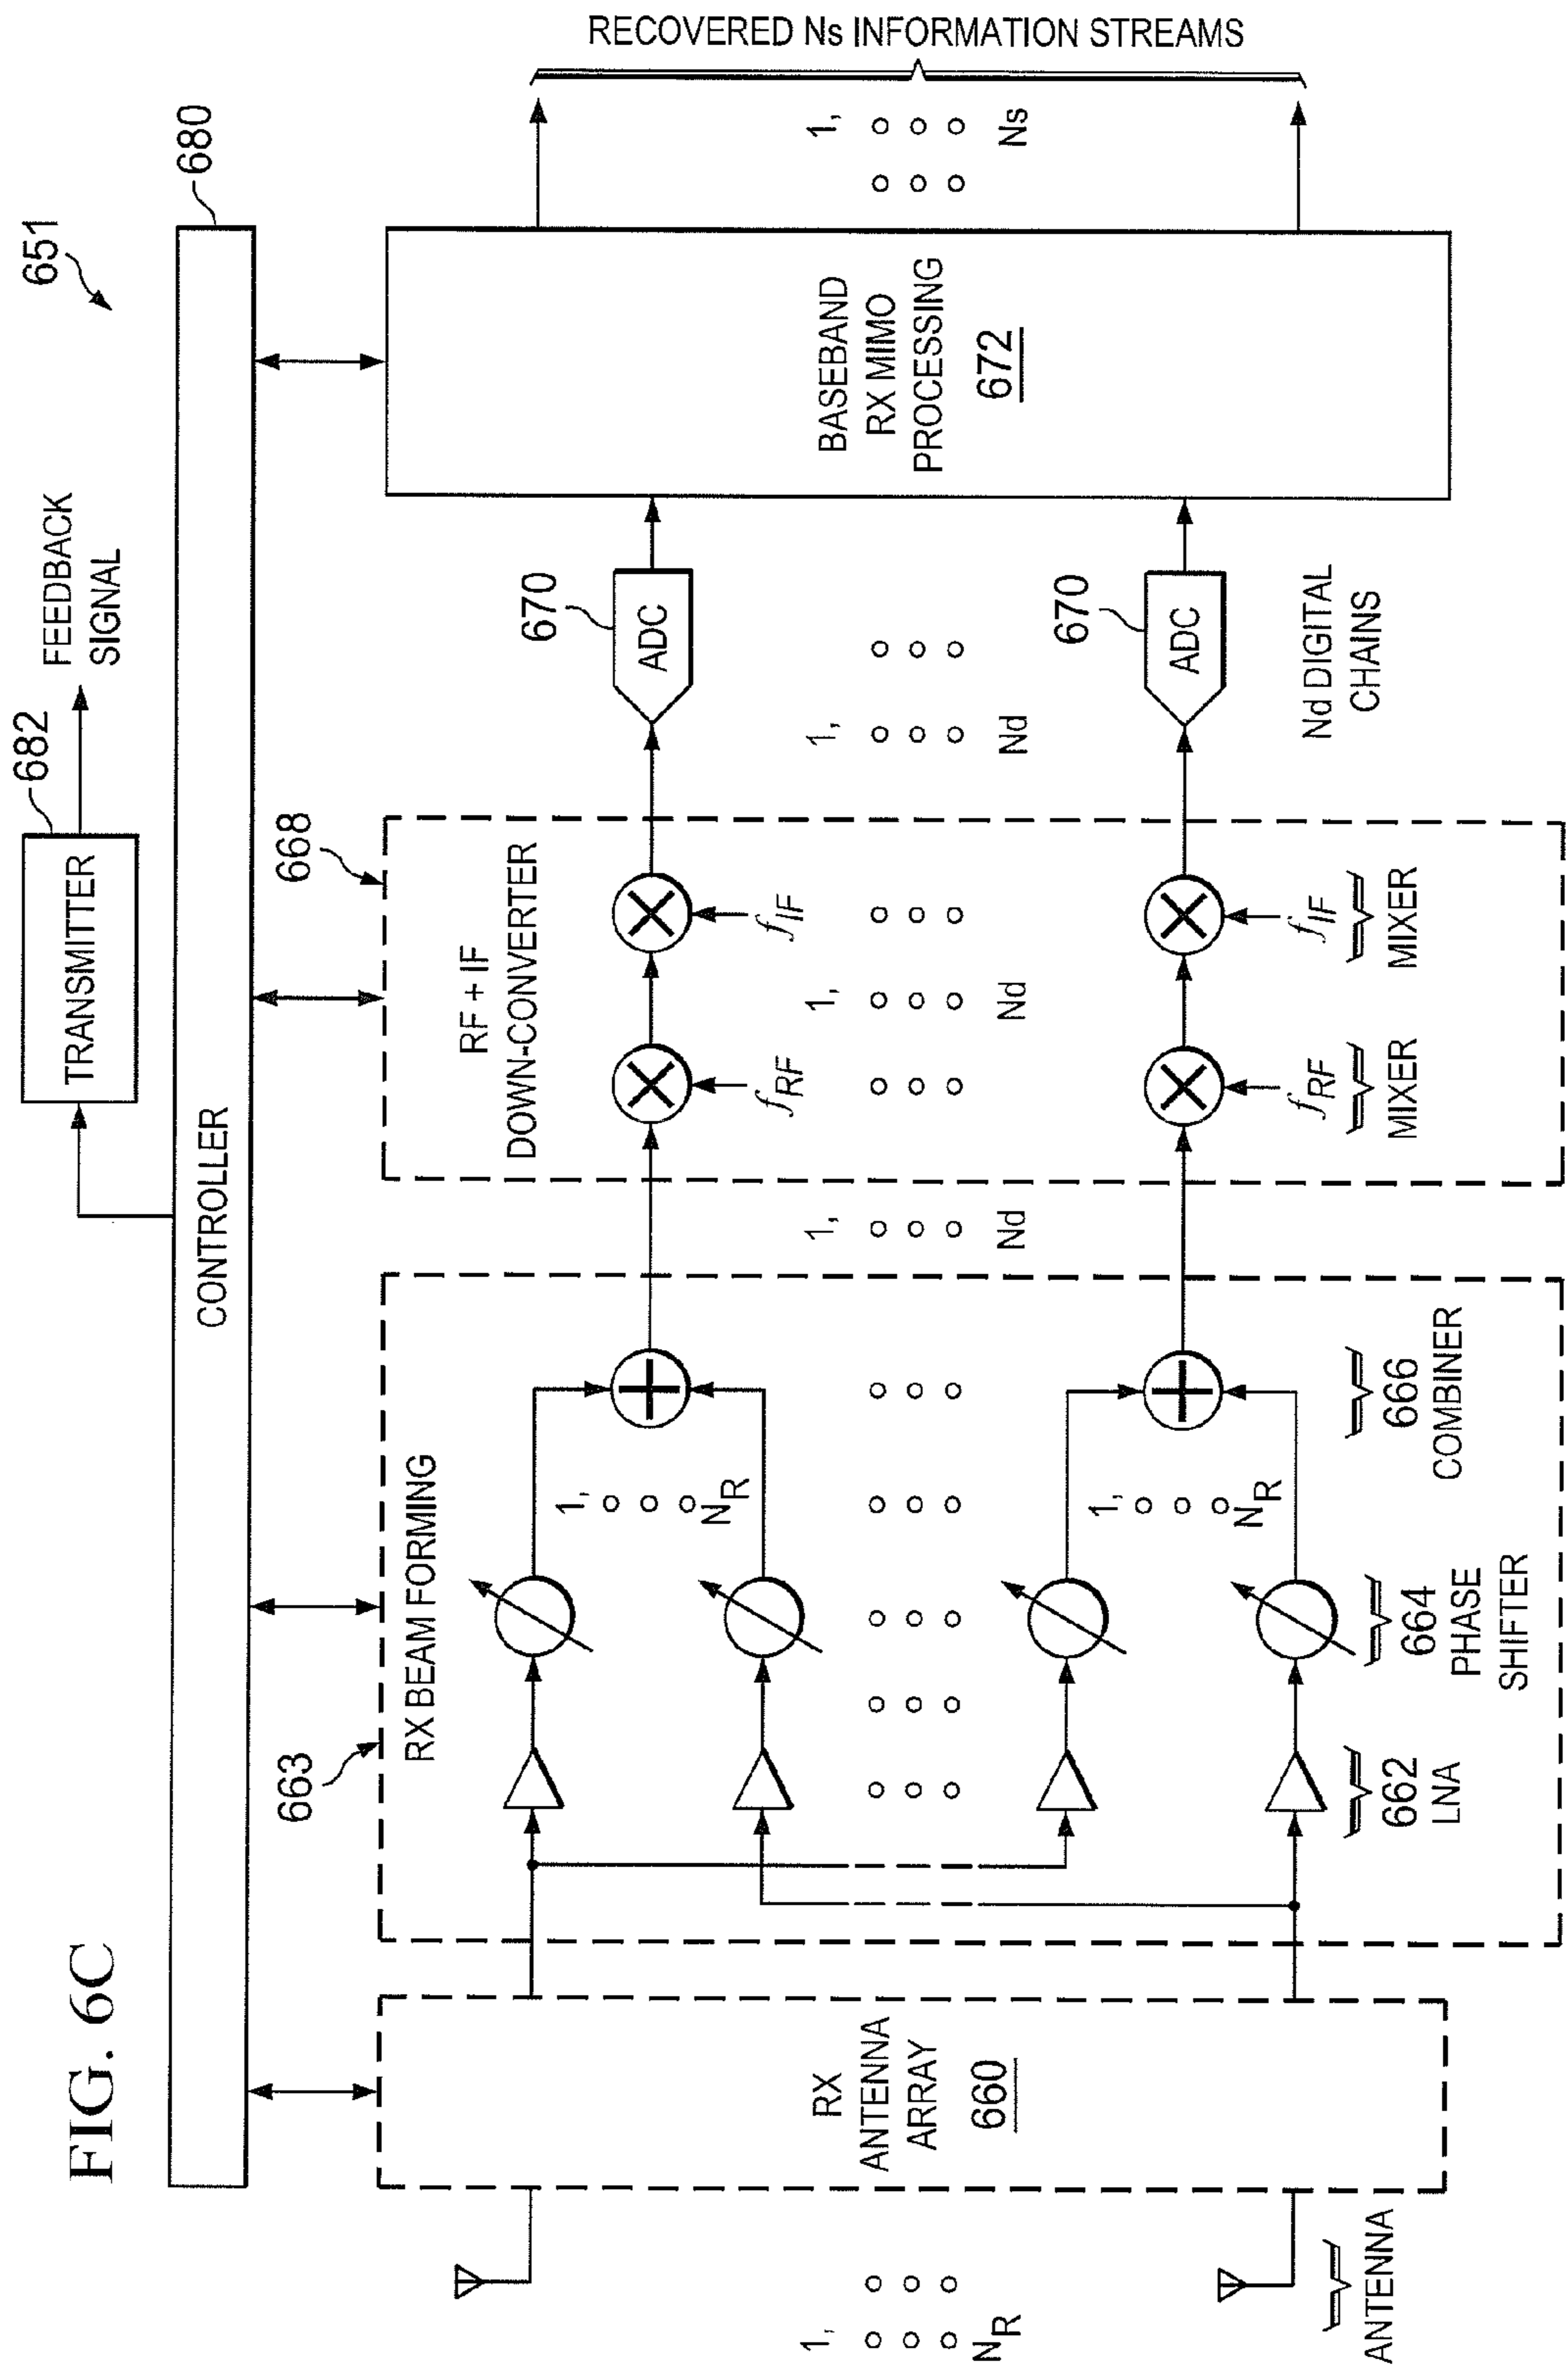 FIG. 6C
651
TRANSMITTER
682
FEEDBACK
SIGNAL
CONTROLLER
680
663
RX BEAM FORMING
668
RF + IF
DOWN-CONVERTER
f_RF
f_IF
670
ADC
1,
N_R
1,
N_R
RX
ANTENNA
ARRAY
660
1,
Nd
1,
Nd
1,
Nd
BASEBAND
RX MIMO
PROCESSING
672
1,
Ns
RECOVERED Ns INFORMATION STREAMS
1,
N_R
f_RF
f_IF
670
ADC
ANTENNA
662
LNA
664
PHASE
SHIFTER
666
COMBINER
MIXER
MIXER
Nd DIGITAL
CHAINS